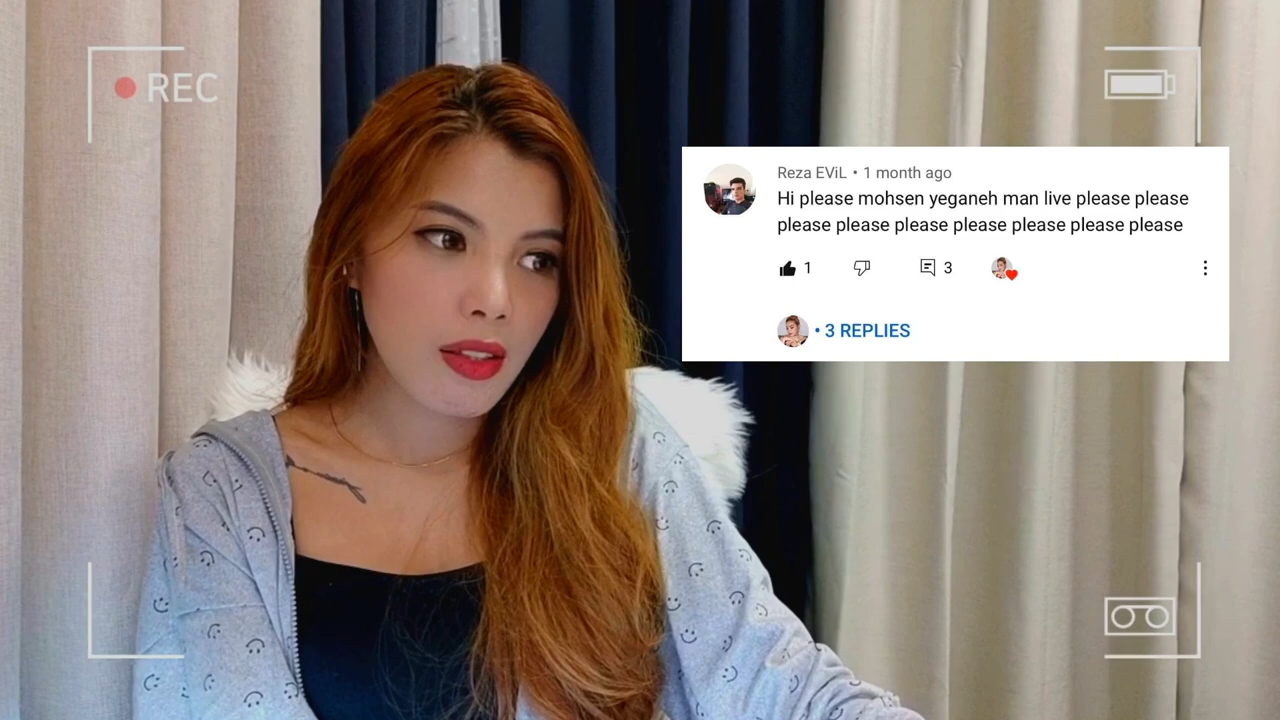 REC
Reza EViL • 1 month ago
Hi please mohsen yeganeh man live please please
please please please please please please please
1
3
• 3 REPLIES